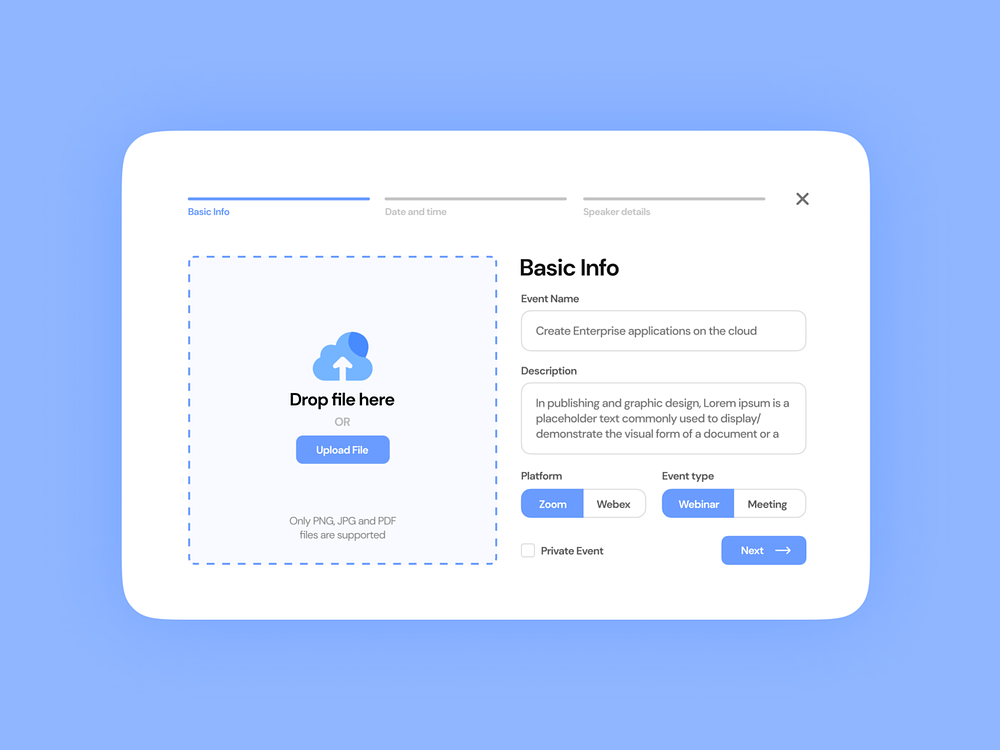 Basic Info
Date and time
Speaker details
Drop file here
OR
Upload File
Only PNG, JPG and PDF
files are supported
Basic Info
Event Name
Create Enterprise applications on the cloud
Description
In publishing and graphic design, Lorem ipsum is a
placeholder text commonly used to display/
demonstrate the visual form of a document or a
Platform
Event type
Zoom
Webex
Webinar
Meeting
Private Event
Next